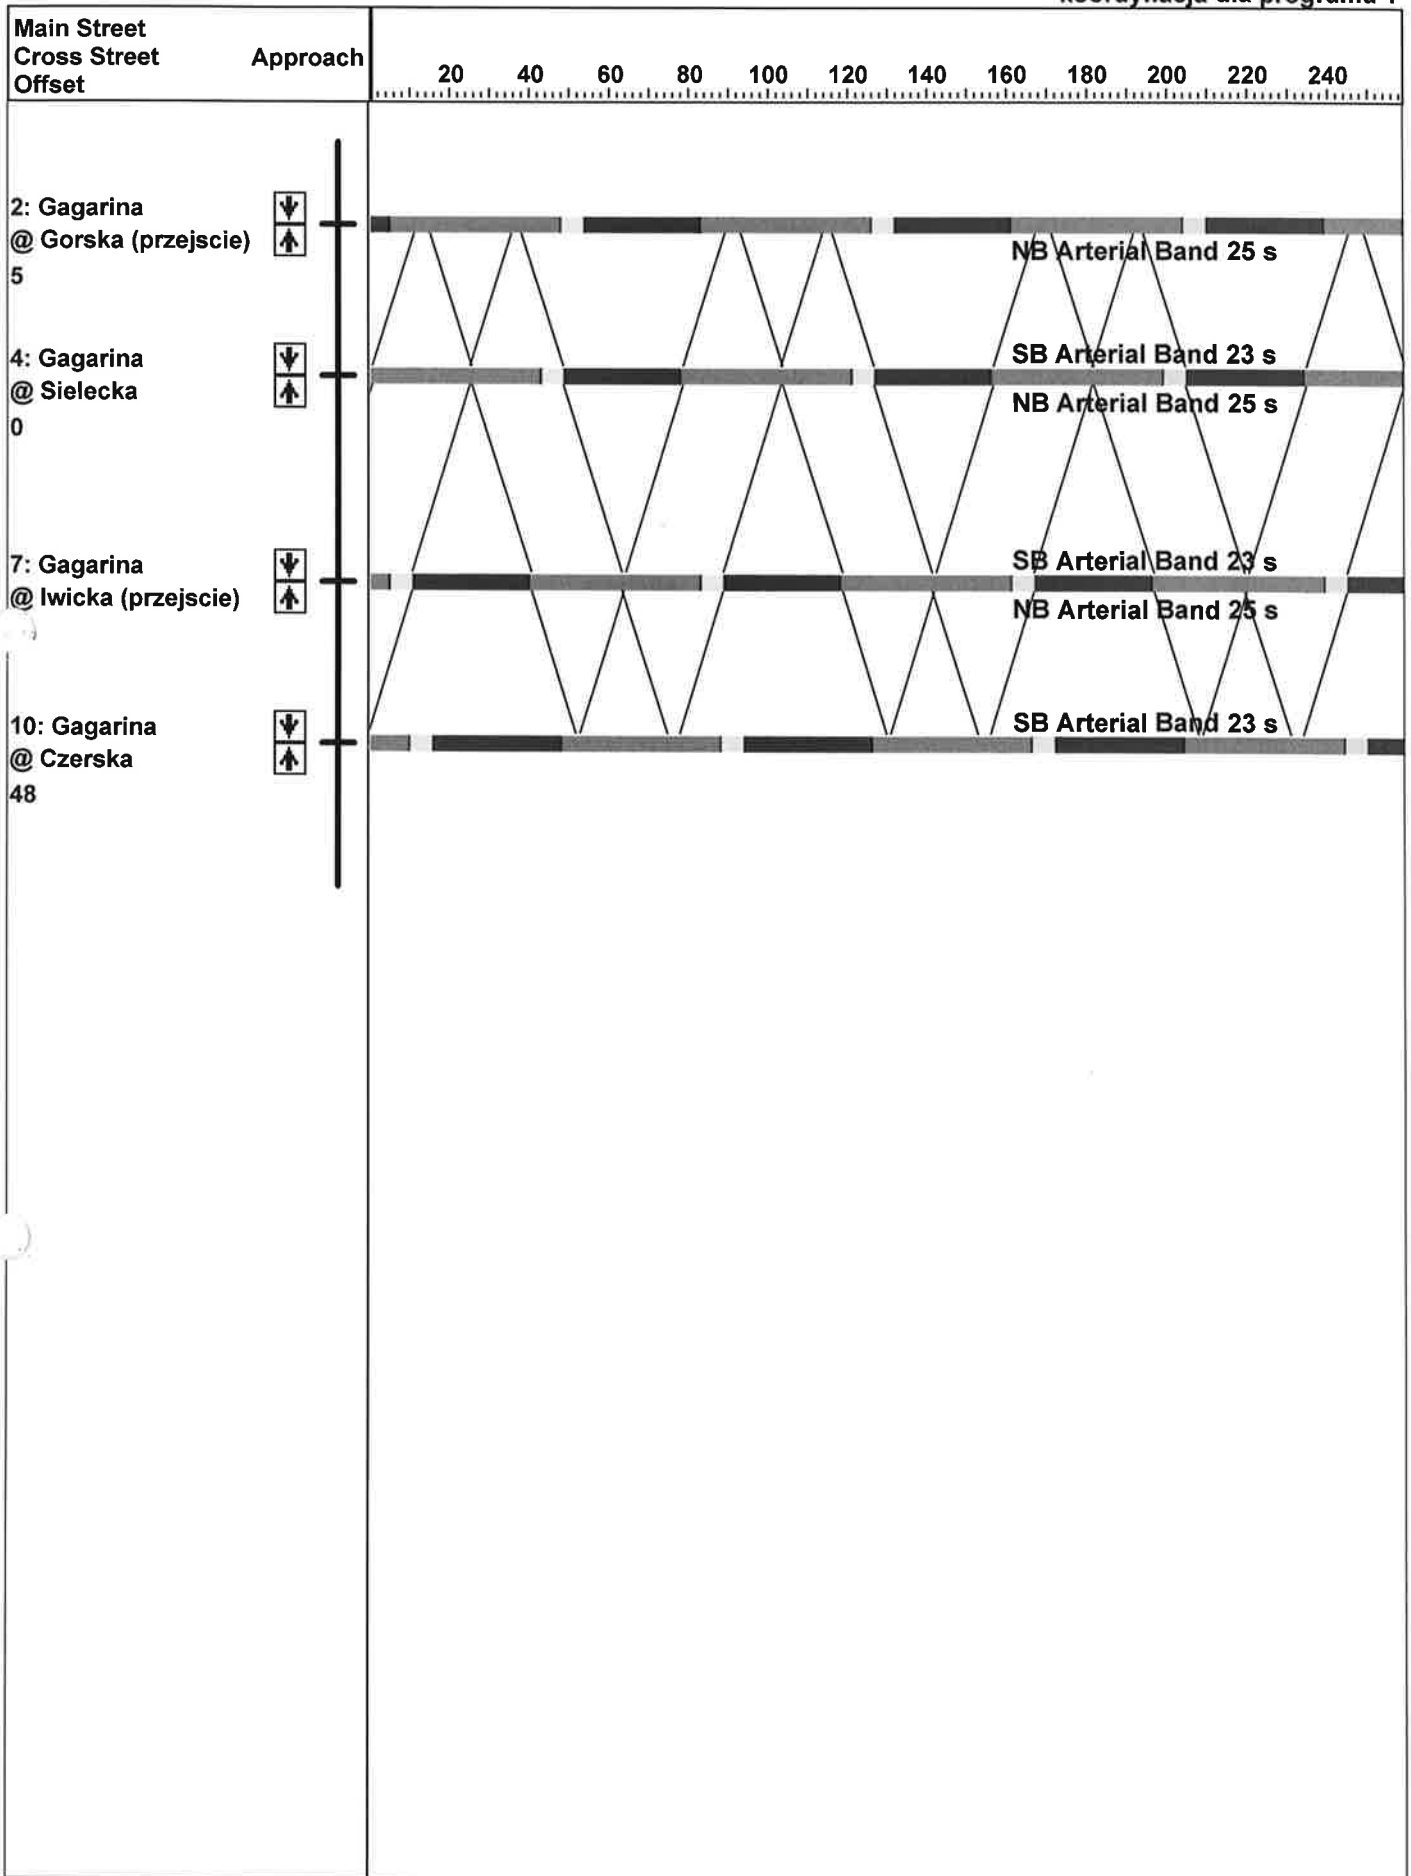 Main Street
Cross Street Approach
Offset
20 40 60 80 100 120 140 160 180 200 220 240
2: Gagarina
@ Gorska (przejscie)
5
NB Arterial Band 25 s
4: Gagarina
@ Sielecka
0
SB Arterial Band 23 s
NB Arterial Band 25 s
7: Gagarina
@ Iwicka (przejscie)
SB Arterial Band 23 s
NB Arterial Band 25 s
10: Gagarina
@ Czerska
48
SB Arterial Band 23 s